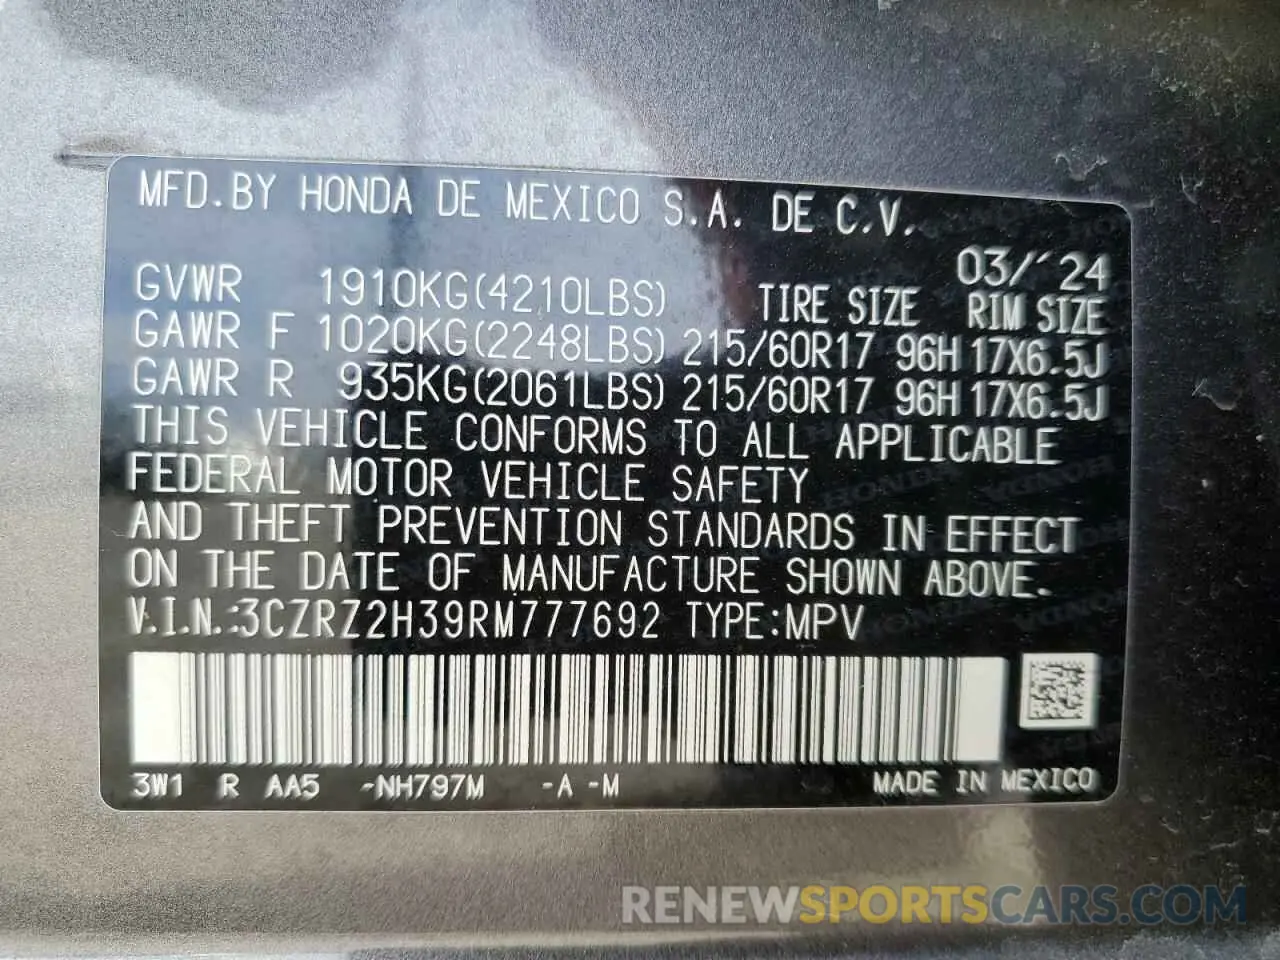 MFD.BY HONDA DE MEXICO S.A. DE C.V.
03/´24
GVWR 1910KG(4210LBS) TIRE SIZE RIM SIZE
GAWR F 1020KG(2248LBS) 215/60R17 96H 17X6.5J
GAWR R 935KG(2061LBS) 215/60R17 96H 17X6.5J
THIS VEHICLE CONFORMS TO ALL APPLICABLE
FEDERAL MOTOR VEHICLE SAFETY
AND THEFT PREVENTION STANDARDS IN EFFECT
ON THE DATE OF MANUFACTURE SHOWN ABOVE.
V.I.N.:3CZRZ2H39RM777692 TYPE:MPV
3W1 R AA5 -NH797M -A -M MADE IN MEXICO
RENEWSPORTSCARS.COM